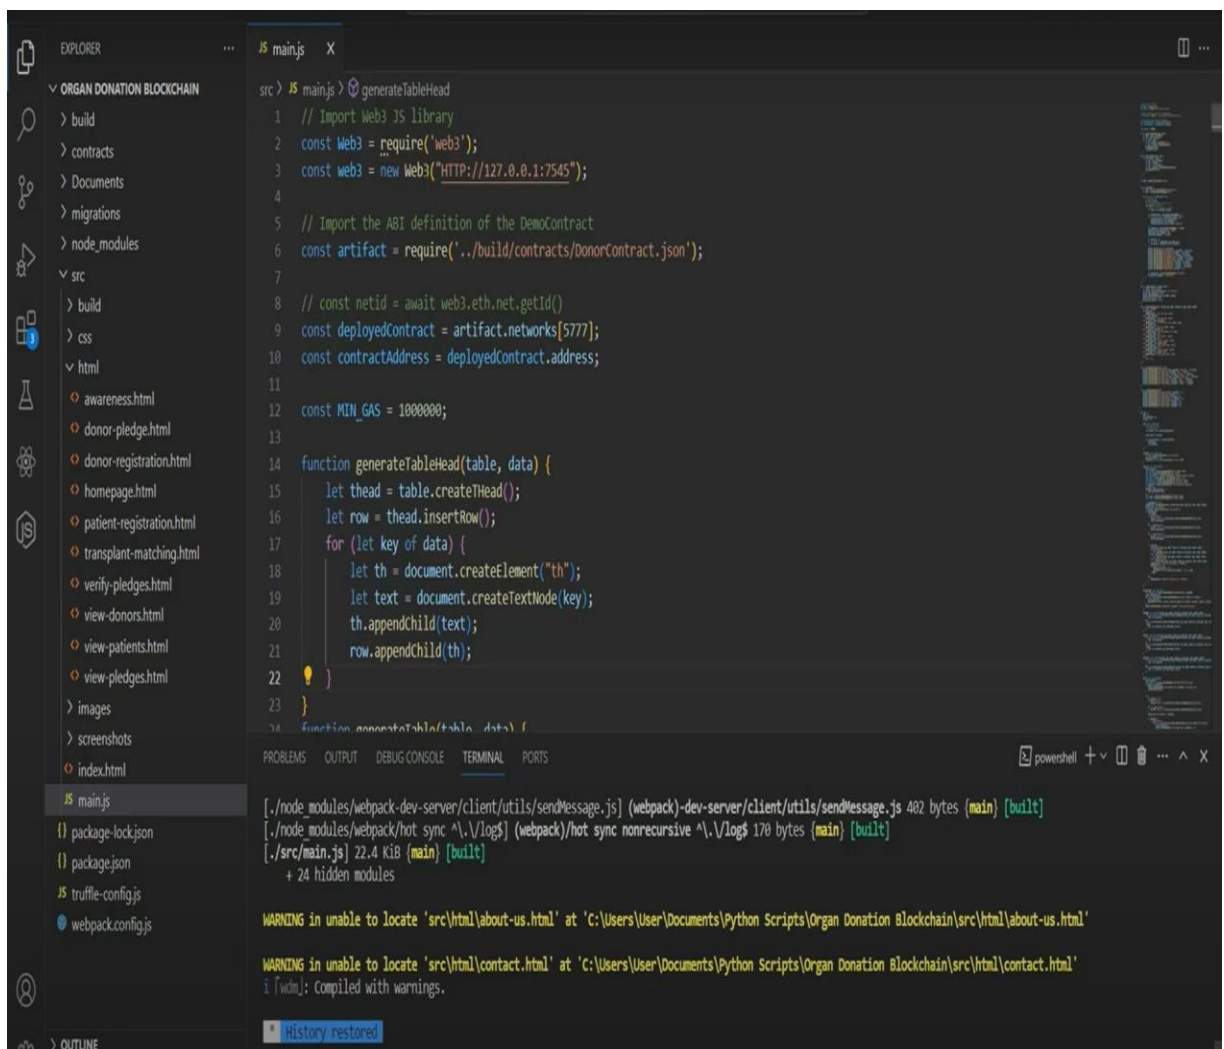 EXPLORER
ORGAN DONATION BLOCKCHAIN
build
contracts
Documents
migrations
node_modules
src
build
css
html
awareness.html
donor-pledge.html
donor-registration.html
homepage.html
patient-registration.html
transplant-matching.html
verify-pledges.html
view-donors.html
view-patients.html
view-pledges.html
images
screenshots
index.html
JS main.js
{} package-lock.json
{} package.json
JS truffle-config.js
webpack.config.js
OUTLINE
3
JS main.js X
src > JS main.js > generateTableHead
1 // Import Web3 JS library
2 const Web3 = require('web3');
3 const web3 = new Web3("HTTP://127.0.0.1:7545");
4
5 // Import the ABI definition of the DemoContract
6 const artifact = require('../build/contracts/DonorContract.json');
7
8 // const netid = await web3.eth.net.getId()
9 const deployedContract = artifact.networks[5777];
10 const contractAddress = deployedContract.address;
11
12 const MIN_GAS = 1000000;
13
14 function generateTableHead(table, data) {
15 let thead = table.createTHead();
16 let row = thead.insertRow();
17 for (let key of data) {
18 let th = document.createElement("th");
19 let text = document.createTextNode(key);
20 th.appendChild(text);
21 row.appendChild(th);
22 }
23 }
24 function generateTable(table, data) {
PROBLEMS OUTPUT DEBUG CONSOLE TERMINAL PORTS
powershell
[./node_modules/webpack-dev-server/client/utils/sendMessage.js] (webpack)-dev-server/client/utils/sendMessage.js 402 bytes {main} [built]
[./node_modules/webpack/hot sync ^\.\/log$] (webpack)/hot sync nonrecursive ^\.\/log$ 170 bytes {main} [built]
[./src/main.js] 22.4 KiB {main} [built]
+ 24 hidden modules
WARNING in unable to locate 'src\html\about-us.html' at 'C:\Users\User\Documents\Python Scripts\Organ Donation Blockchain\src\html\about-us.html'
WARNING in unable to locate 'src\html\contact.html' at 'C:\Users\User\Documents\Python Scripts\Organ Donation Blockchain\src\html\contact.html'
i ｢wdm｣: Compiled with warnings.
* History restored